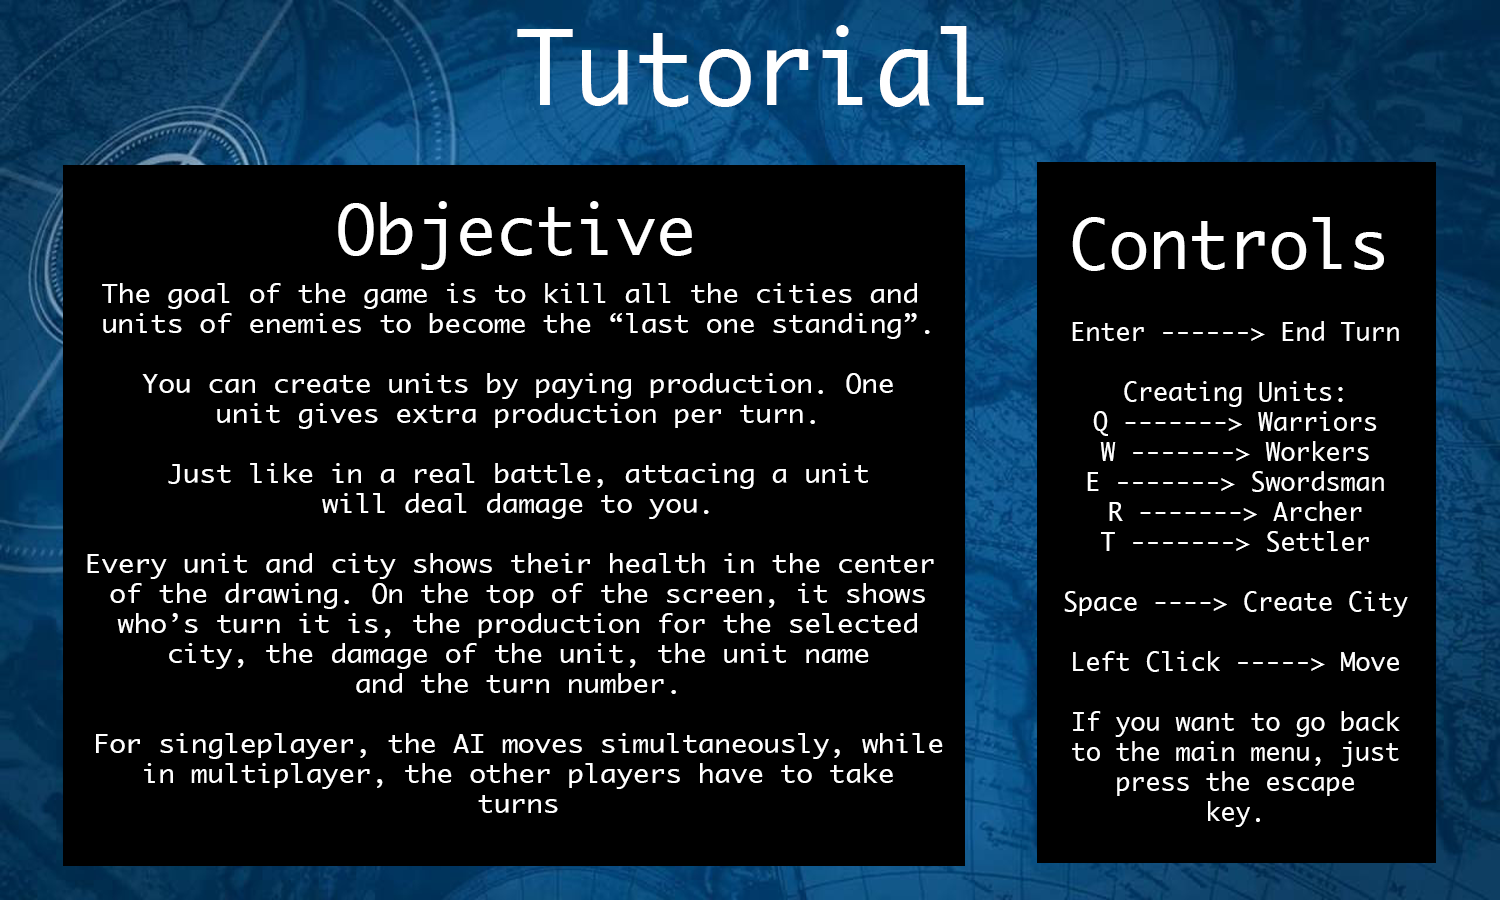 Tutorial
Objective
The goal of the game is to kill all the cities and
units of enemies to become the “last one standing”.
You can create units by paying production. One
unit gives extra production per turn.
Just like in a real battle, attacing a unit
will deal damage to you.
Every unit and city shows their health in the center
of the drawing. On the top of the screen, it shows
who’s turn it is, the production for the selected
city, the damage of the unit, the unit name
and the turn number.
For singleplayer, the AI moves simultaneously, while
in multiplayer, the other players have to take
turns
Controls
Enter ------> End Turn
Creating Units:
Q -------> Warriors
W -------> Workers
E -------> Swordsman
R -------> Archer
T -------> Settler
Space ----> Create City
Left Click -----> Move
If you want to go back
to the main menu, just
press the escape
key.